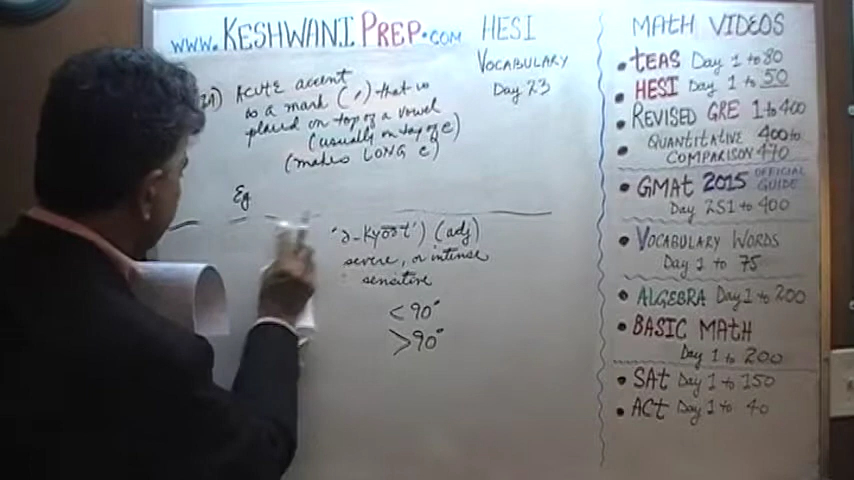 www.KESHWANIPREP.COM
HESI
VOCABULARY
Day 23
ACUTE accent
is a mark ( ´ ) that is
placed on top of a vowel
(usually on top of e)
(makes LONG e)
Eg
'ə-kyōōt') (adj)
severe, or intense
sensitive
<90°
>90°
MATH VIDEOS
• TEAS Day 1 to 80
• HESI Day 1 to 50
• REVISED GRE 1 to 400
• QUANTITATIVE 400 to
COMPARISON 470
• GMAT 2015 OFFICIAL GUIDE
Day 251 to 400
• VOCABULARY WORDS
Day 1 to 75
• ALGEBRA Day 1 to 200
• BASIC MATH
Day 1 to 200
• SAT Day 1 to 150
• ACT Day 1 to 40